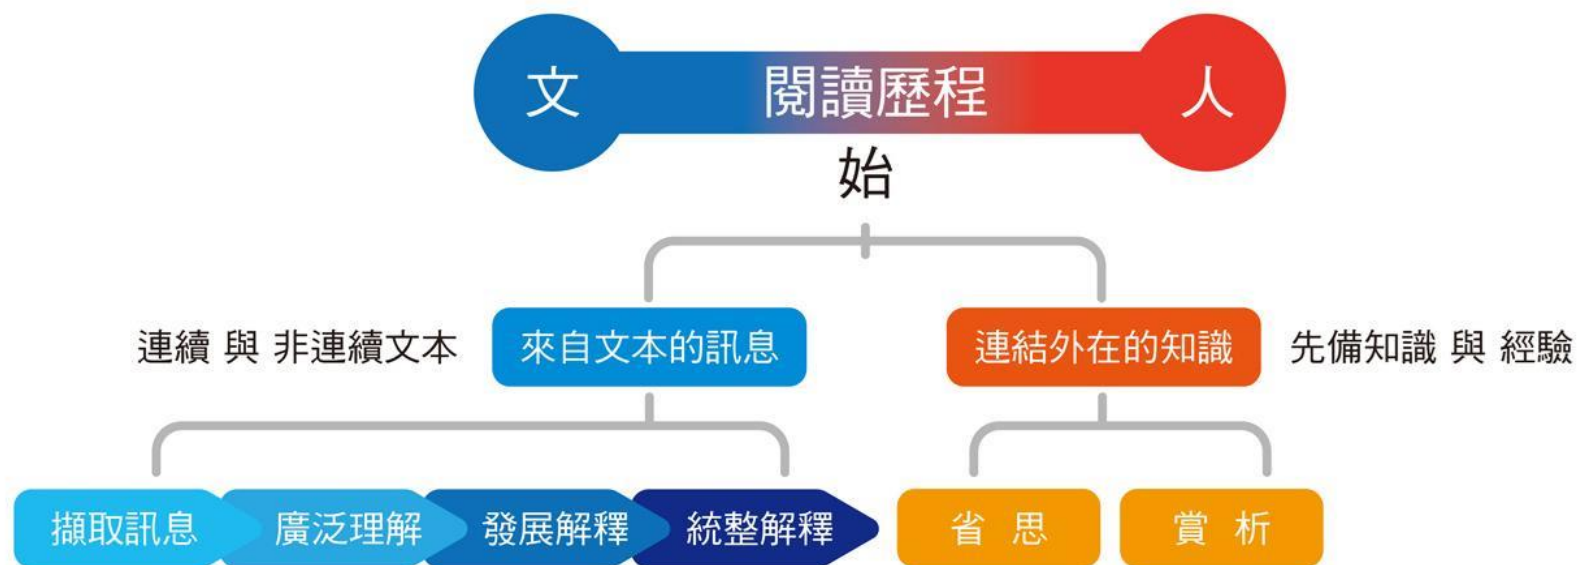 文 閱讀歷程 人
始
連續 與 非連續文本 來自文本的訊息 連結外在的知識 先備知識 與 經驗
擷取訊息 廣泛理解 發展解釋 統整解釋 省 思 賞 析